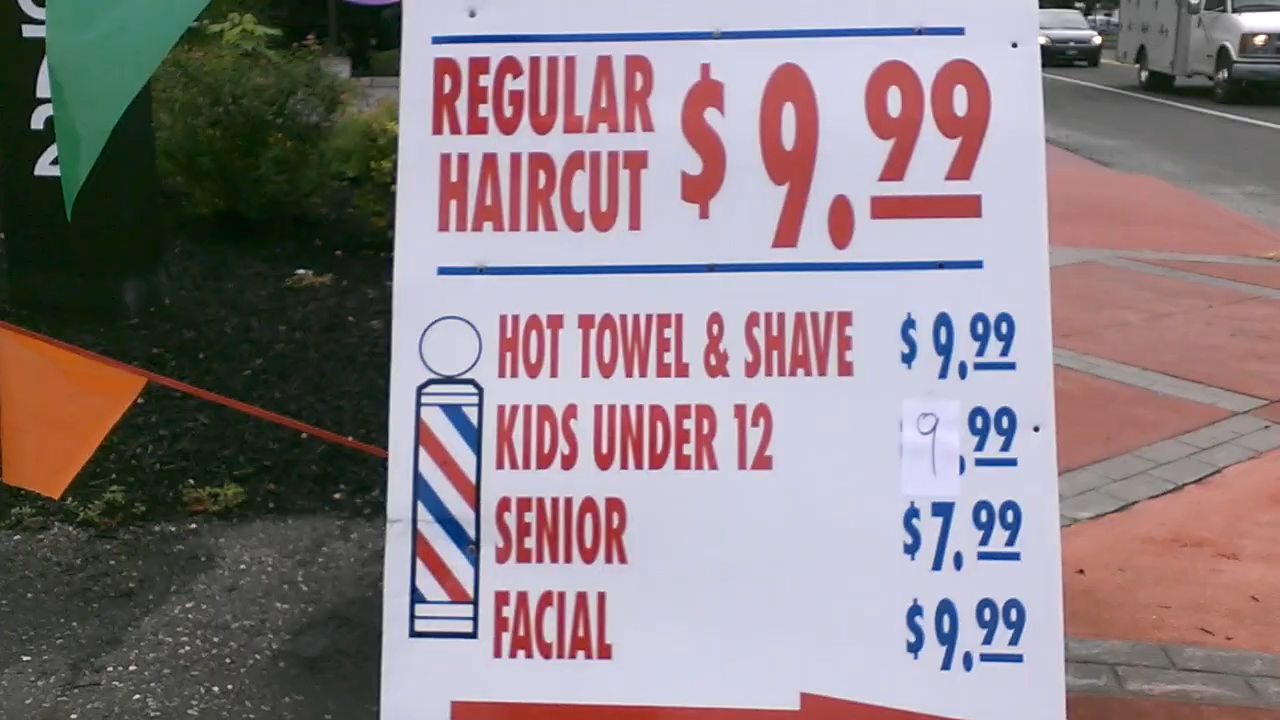 REGULAR
HAIRCUT $9.99
HOT TOWEL & SHAVE $9.99
KIDS UNDER 12 9.99
SENIOR $7.99
FACIAL $9.99